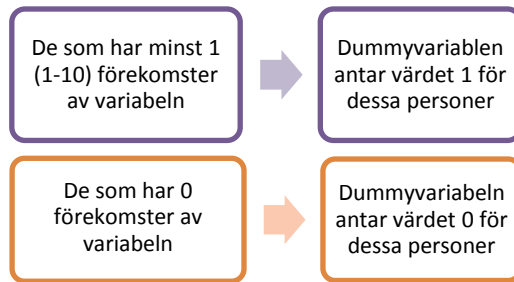 De som har minst 1
(1-10) förekomster
av variabeln
Dummyvariablen
antar värdet 1 för
dessa personer
De som har 0
förekomster av
variabeln
Dummyvariabeln
antar värdet 0 för
dessa personer